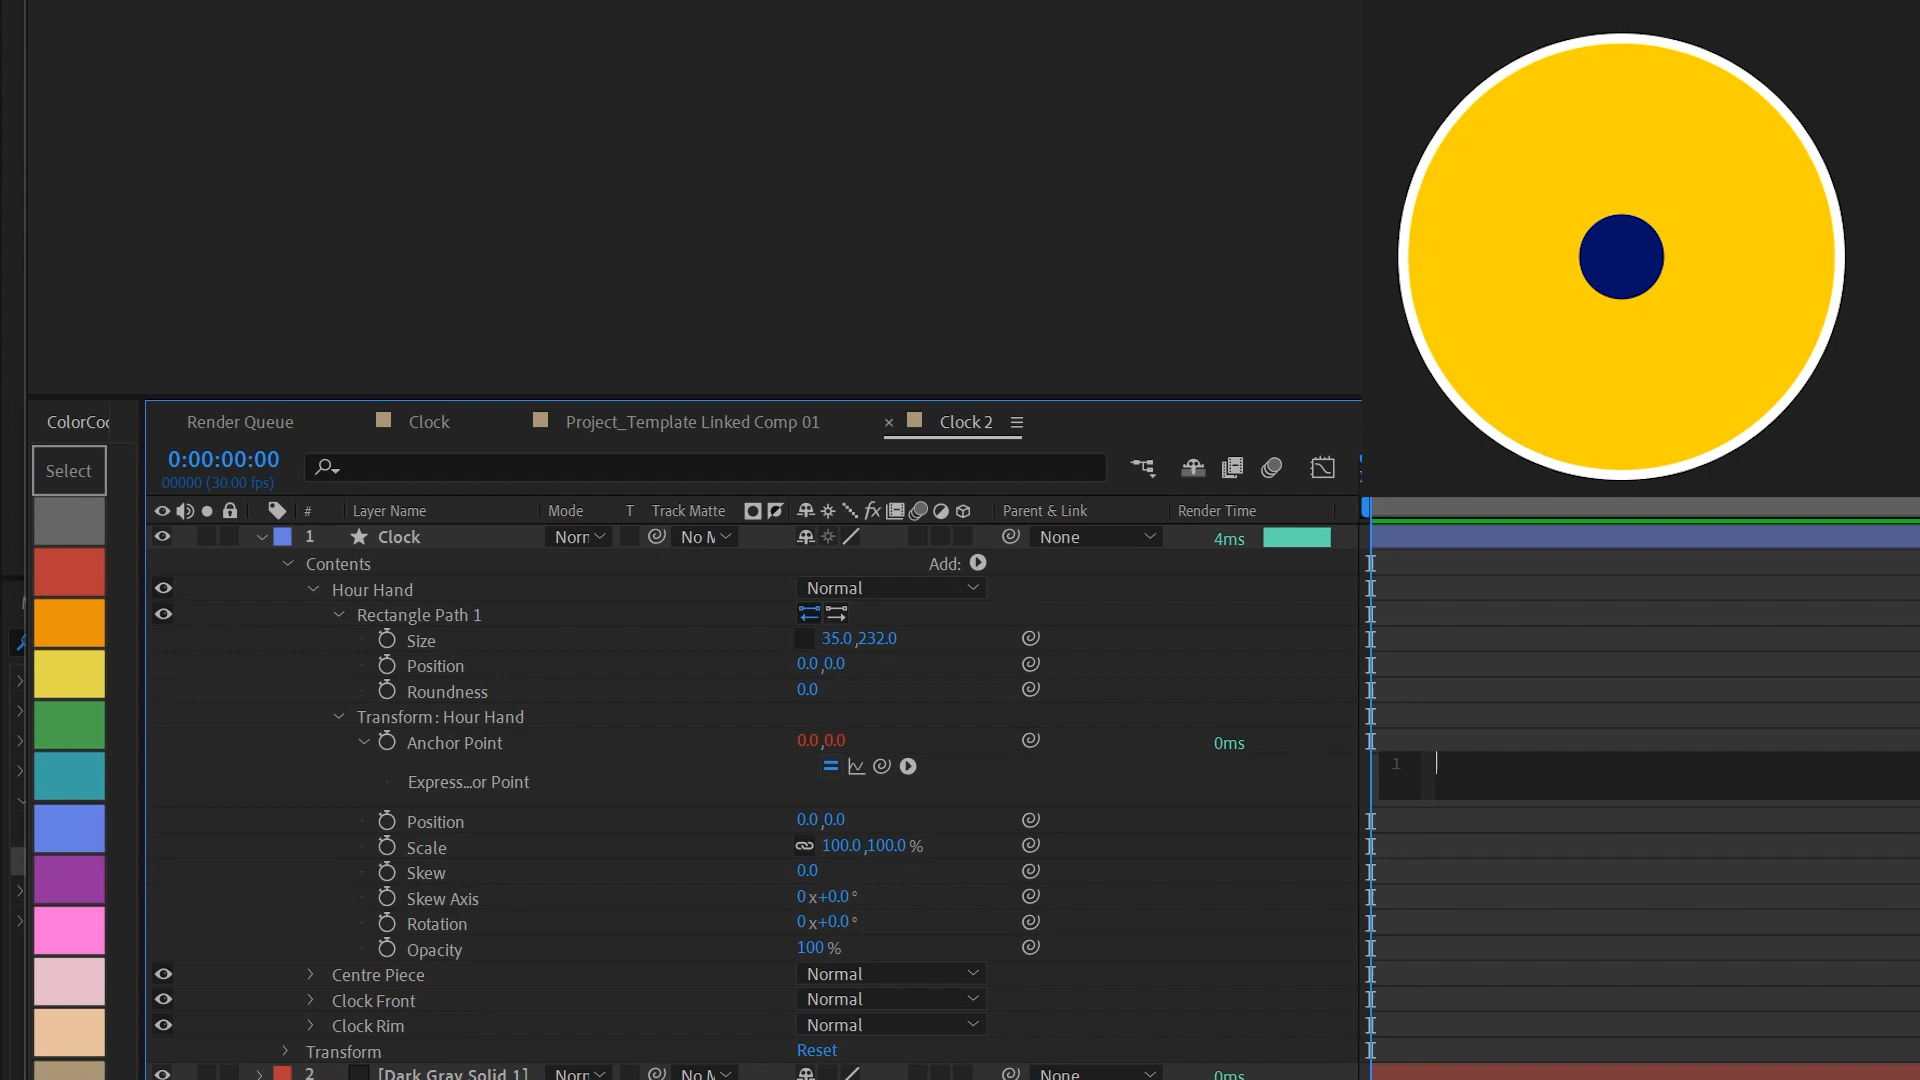 ColorCo
Render Queue
Clock
Project_Template Linked Comp 01
× Clock 2
Select
0:00:00:00
00000 (30.00 fps)
# Layer Name Mode T Track Matte Parent & Link Render Time
1 Clock Norr No M None 4ms
Contents Add:
Hour Hand Normal
Rectangle Path 1
Size 35.0,232.0
Position 0.0,0.0
Roundness 0.0
Transform: Hour Hand
Anchor Point 0.0,0.0 0ms
1
Express...or Point
Position 0.0,0.0
Scale 100.0,100.0 %
Skew 0.0
Skew Axis 0 x+0.0 °
Rotation 0 x+0.0 °
Opacity 100 %
Centre Piece Normal
Clock Front Normal
Clock Rim Normal
Transform Reset
2 [Dark Gray Solid 1] Norr No M None 0ms